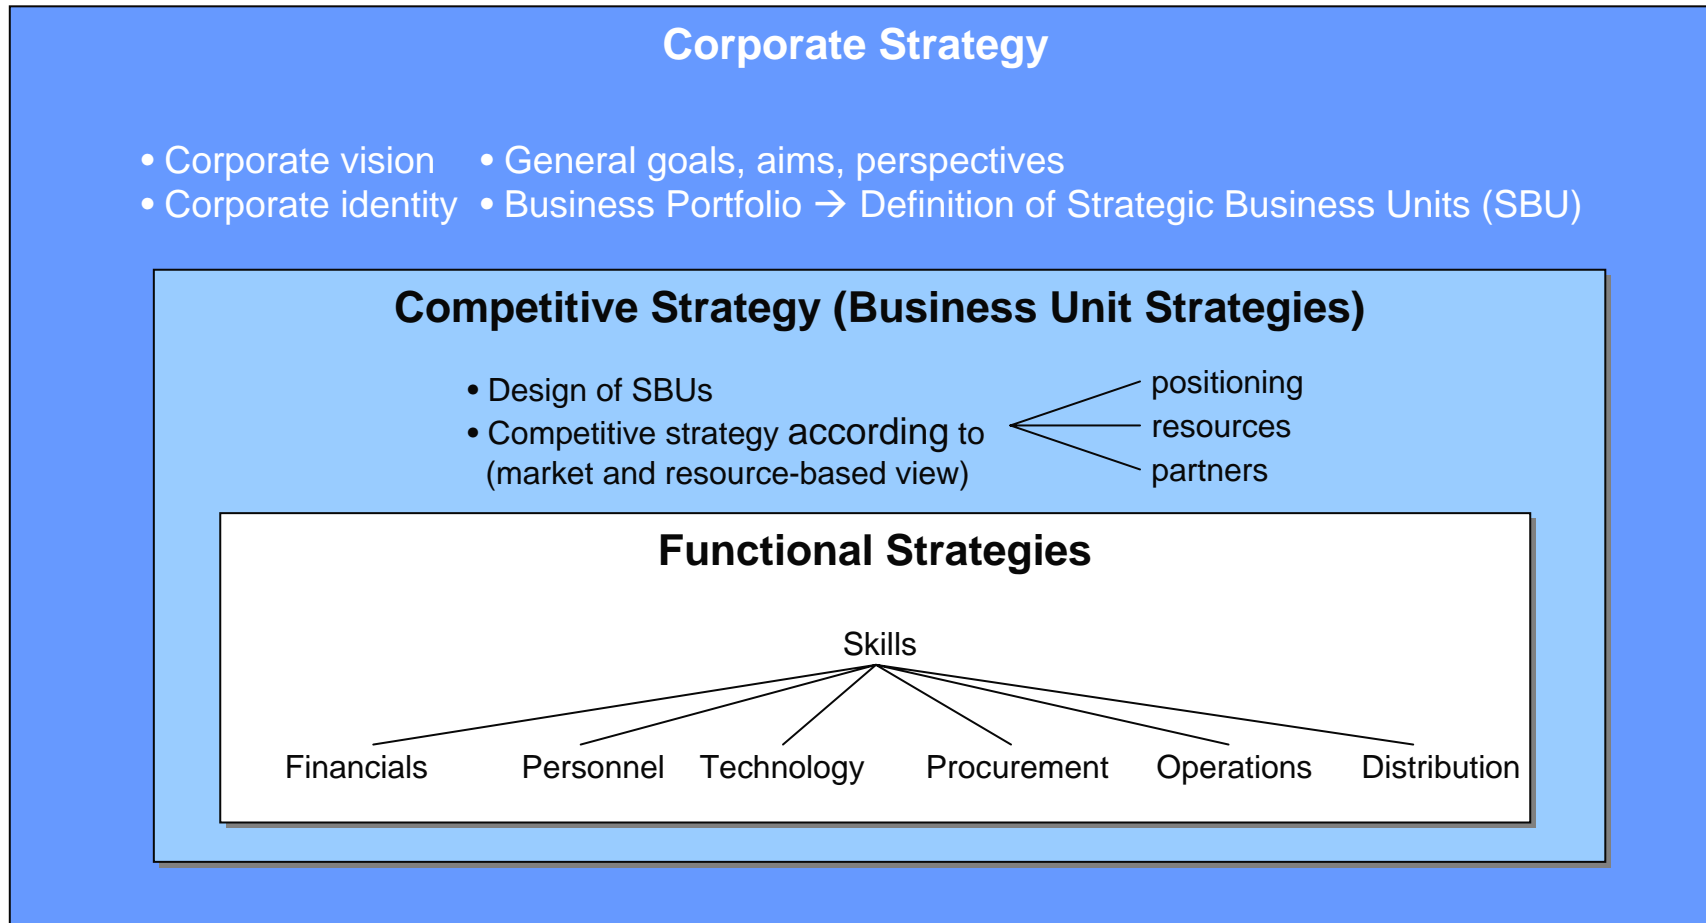 Corporate Strategy
• Corporate vision • General goals, aims, perspectives
• Corporate identity • Business Portfolio → Definition of Strategic Business Units (SBU)
Competitive Strategy (Business Unit Strategies)
• Design of SBUs
• Competitive strategy according to
(market and resource-based view)
positioning
resources
partners
Functional Strategies
Skills
Financials Personnel Technology Procurement Operations Distribution